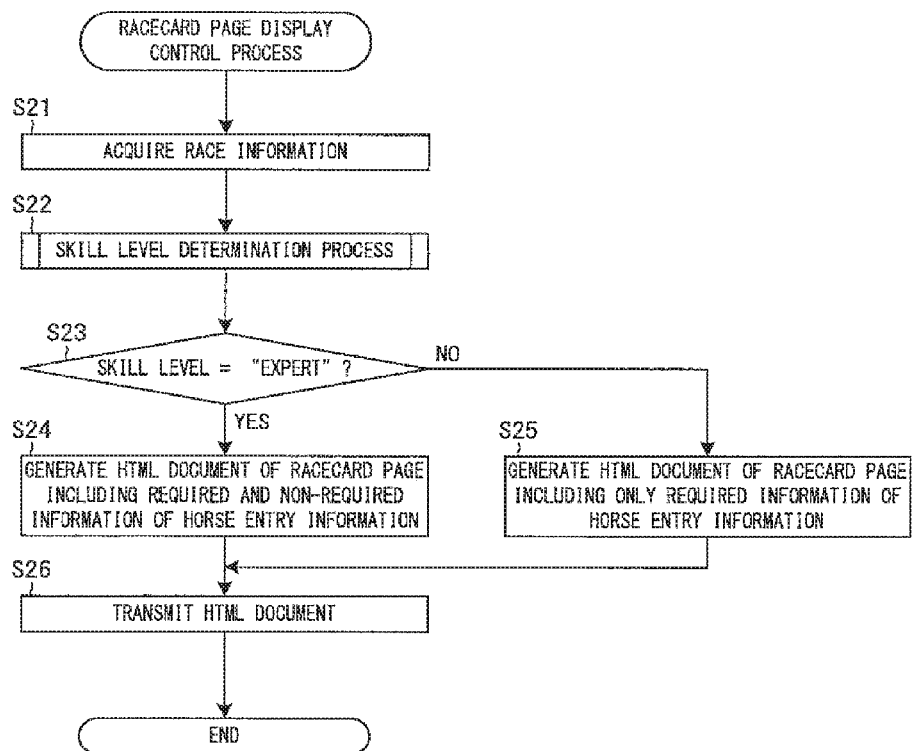 RACECARD PAGE DISPLAY
CONTROL PROCESS
S21
ACQUIRE RACE INFORMATION
S22
SKILL LEVEL DETERMINATION PROCESS
S23
SKILL LEVEL = "EXPERT" ?
NO
YES
S24
GENERATE HTML DOCUMENT OF RACECARD PAGE
INCLUDING REQUIRED AND NON-REQUIRED
INFORMATION OF HORSE ENTRY INFORMATION
S25
GENERATE HTML DOCUMENT OF RACECARD PAGE
INCLUDING ONLY REQUIRED INFORMATION OF
HORSE ENTRY INFORMATION
S26
TRANSMIT HTML DOCUMENT
END